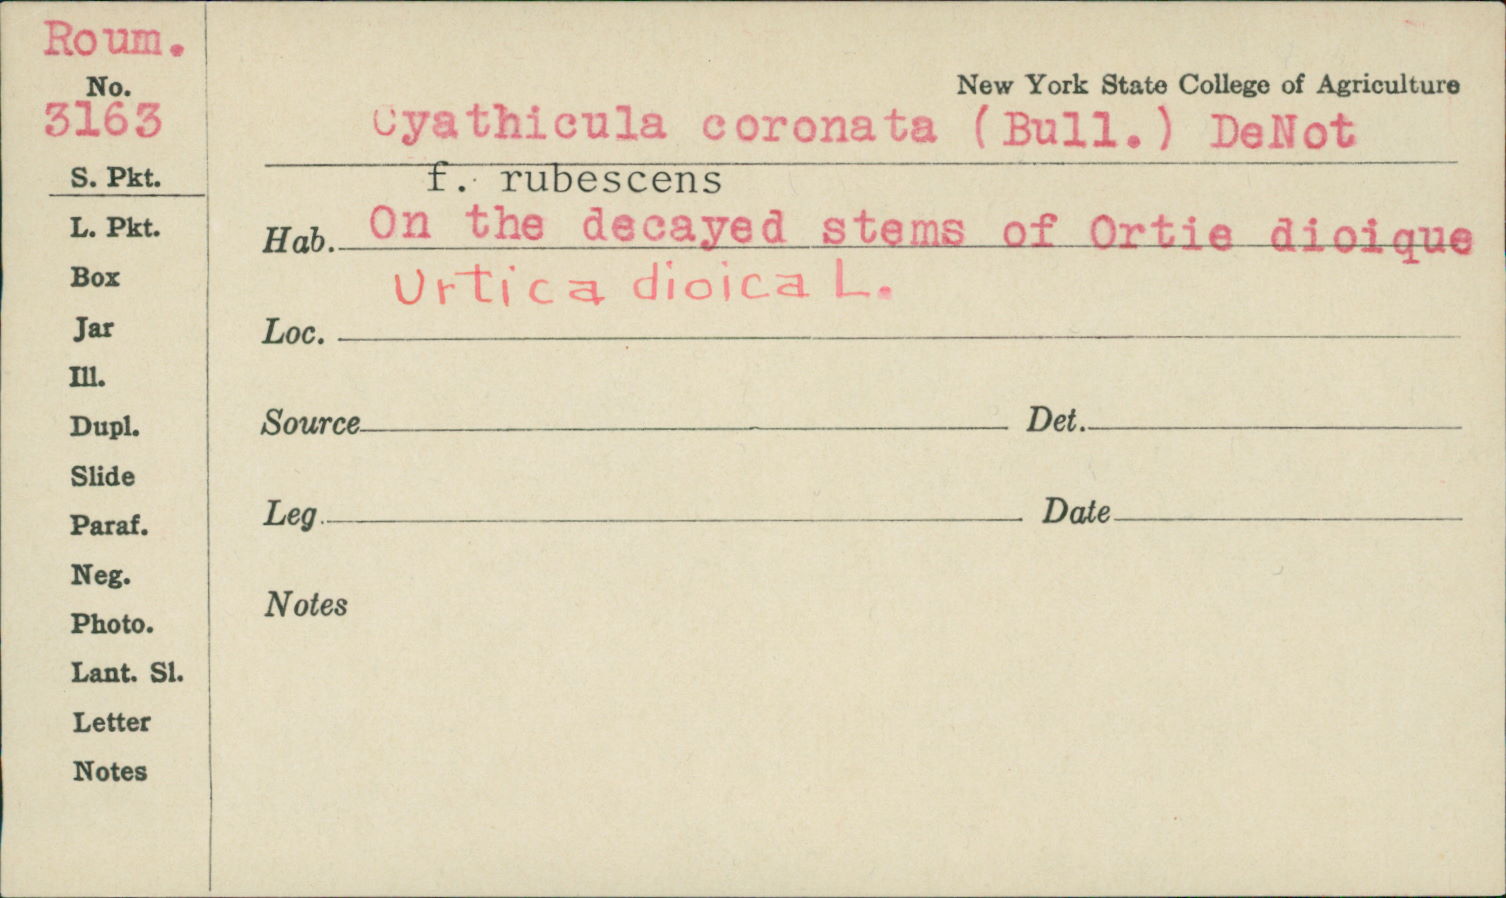 Roum.
No.
3163
S. Pkt.
L. Pkt.
Box
Jar
Ill.
Dupl.
Slide
Paraf.
Neg.
Photo.
Lant. Sl.
Letter
Notes
New York State College of Agriculture
Cyathicula coronata (Bull.) DeNot
f. rubescens
Hab. On the decayed stems of Ortie dioique
Urtica dioica L.
Loc.
Source Det.
Leg. Date
Notes